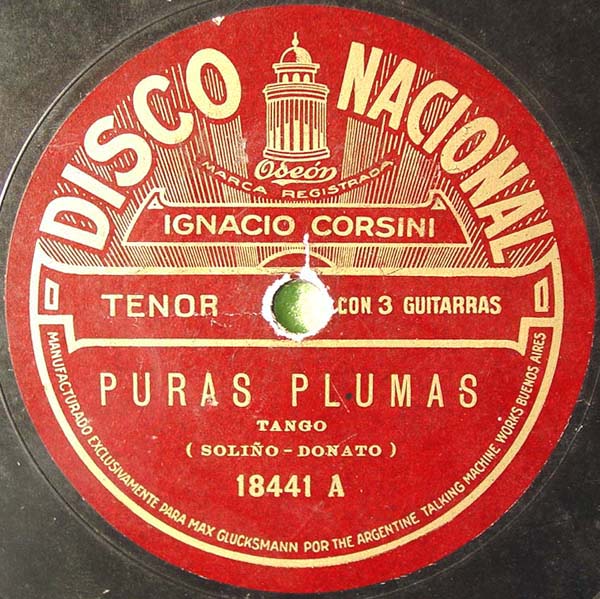 DISCO NACIONAL
Odeón
MARCA REGISTRADA
IGNACIO CORSINI
TENOR CON 3 GUITARRAS
PURAS PLUMAS
TANGO
( SOLIÑO - DONATO )
18441 A
MANUFACTURADO EXCLUSIVAMENTE PARA MAX GLUCKSMANN POR THE ARGENTINE TALKING MACHINE WORKS BUENOS AIRES